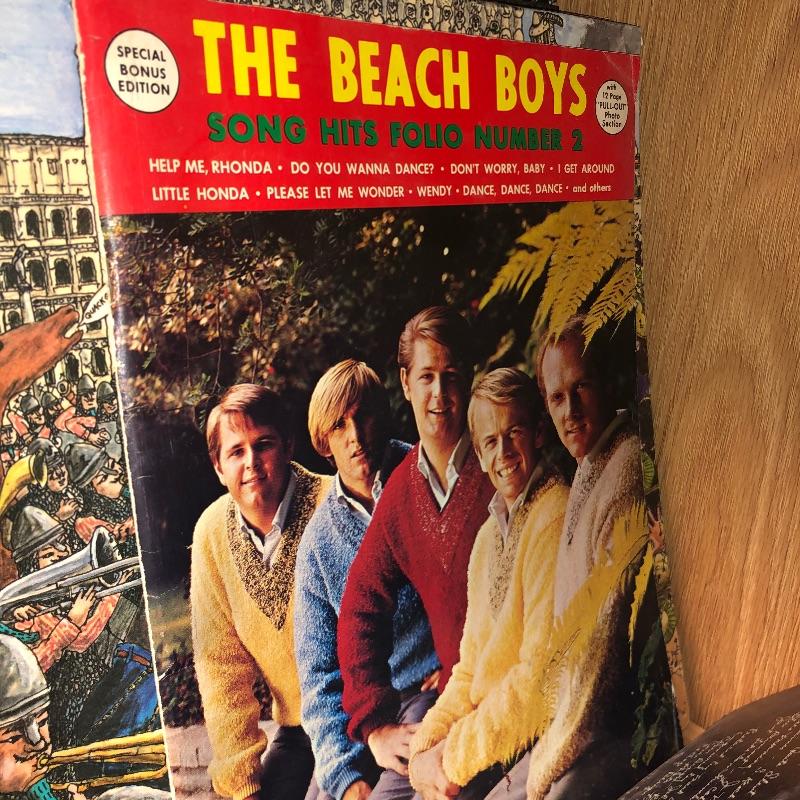 SPECIAL
BONUS
EDITION
THE BEACH BOYS
with
12 Page
"PULL-OUT"
Photo
Section
SONG HITS FOLIO NUMBER 2
HELP ME, RHONDA • DO YOU WANNA DANCE? • DON'T WORRY, BABY • I GET AROUND
LITTLE HONDA • PLEASE LET ME WONDER • WENDY • DANCE, DANCE, DANCE • and others
QUACK